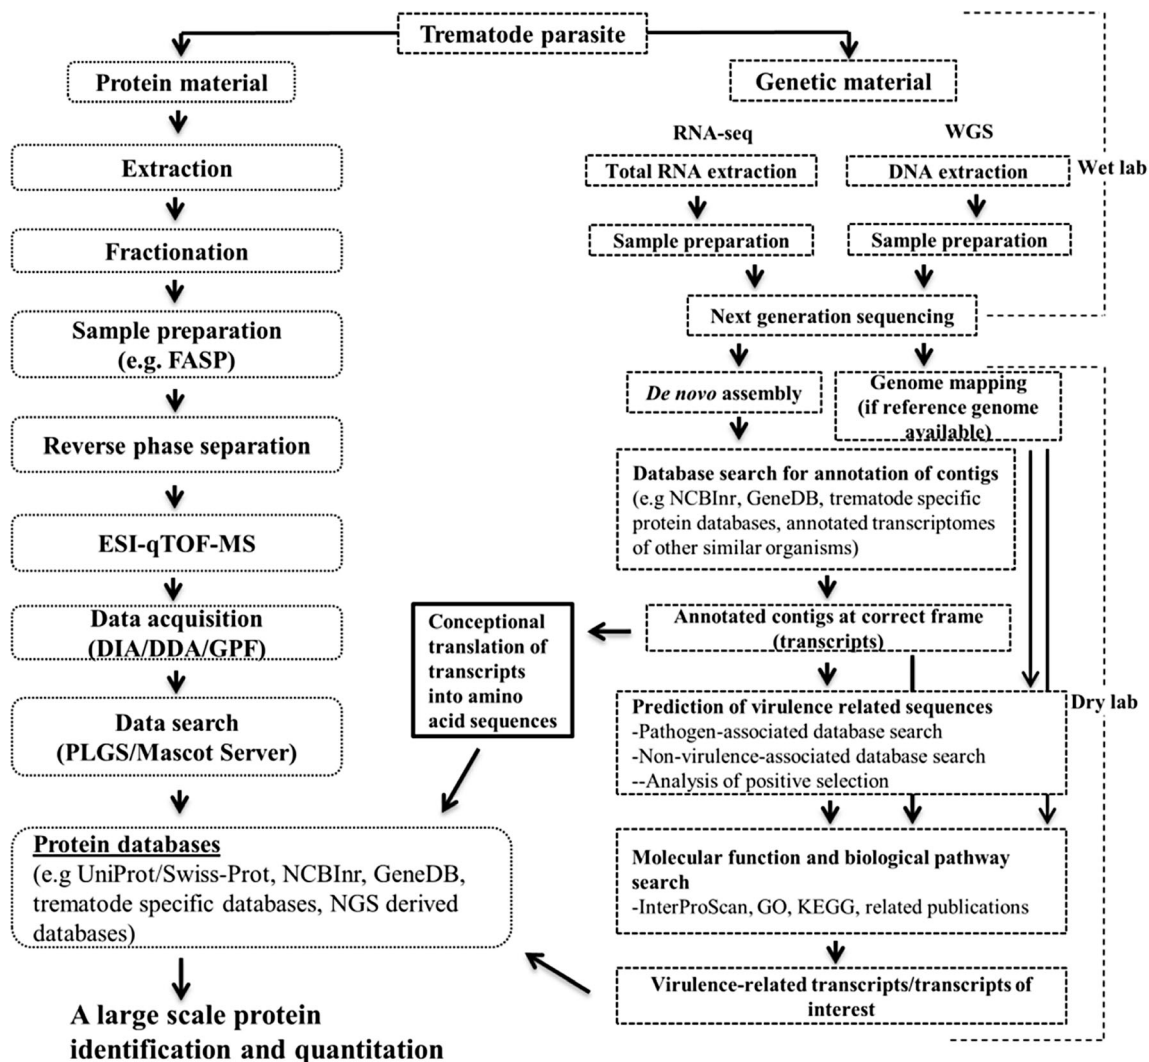 Trematode parasite
Protein material
Extraction
Fractionation
Sample preparation
(e.g. FASP)
Reverse phase separation
ESI-qTOF-MS
Data acquisition
(DIA/DDA/GPF)
Data search
(PLGS/Mascot Server)
Protein databases
(e.g UniProt/Swiss-Prot, NCBInr, GeneDB,
trematode specific databases, NGS derived
databases)
A large scale protein
identification and quantitation
Genetic material
RNA-seq
WGS
Total RNA extraction
DNA extraction
Wet lab
Sample preparation
Sample preparation
Next generation sequencing
De novo assembly
Genome mapping
(if reference genome
available)
Database search for annotation of contigs
(e.g NCBInr, GeneDB, trematode specific
protein databases, annotated transcriptomes
of other similar organisms)
Annotated contigs at correct frame
(transcripts)
Conceptional
translation of
transcripts
into amino
acid sequences
Prediction of virulence related sequences
-Pathogen-associated database search
-Non-virulence-associated database search
--Analysis of positive selection
Dry lab
Molecular function and biological pathway
search
-InterProScan, GO, KEGG, related publications
Virulence-related transcripts/transcripts of
interest